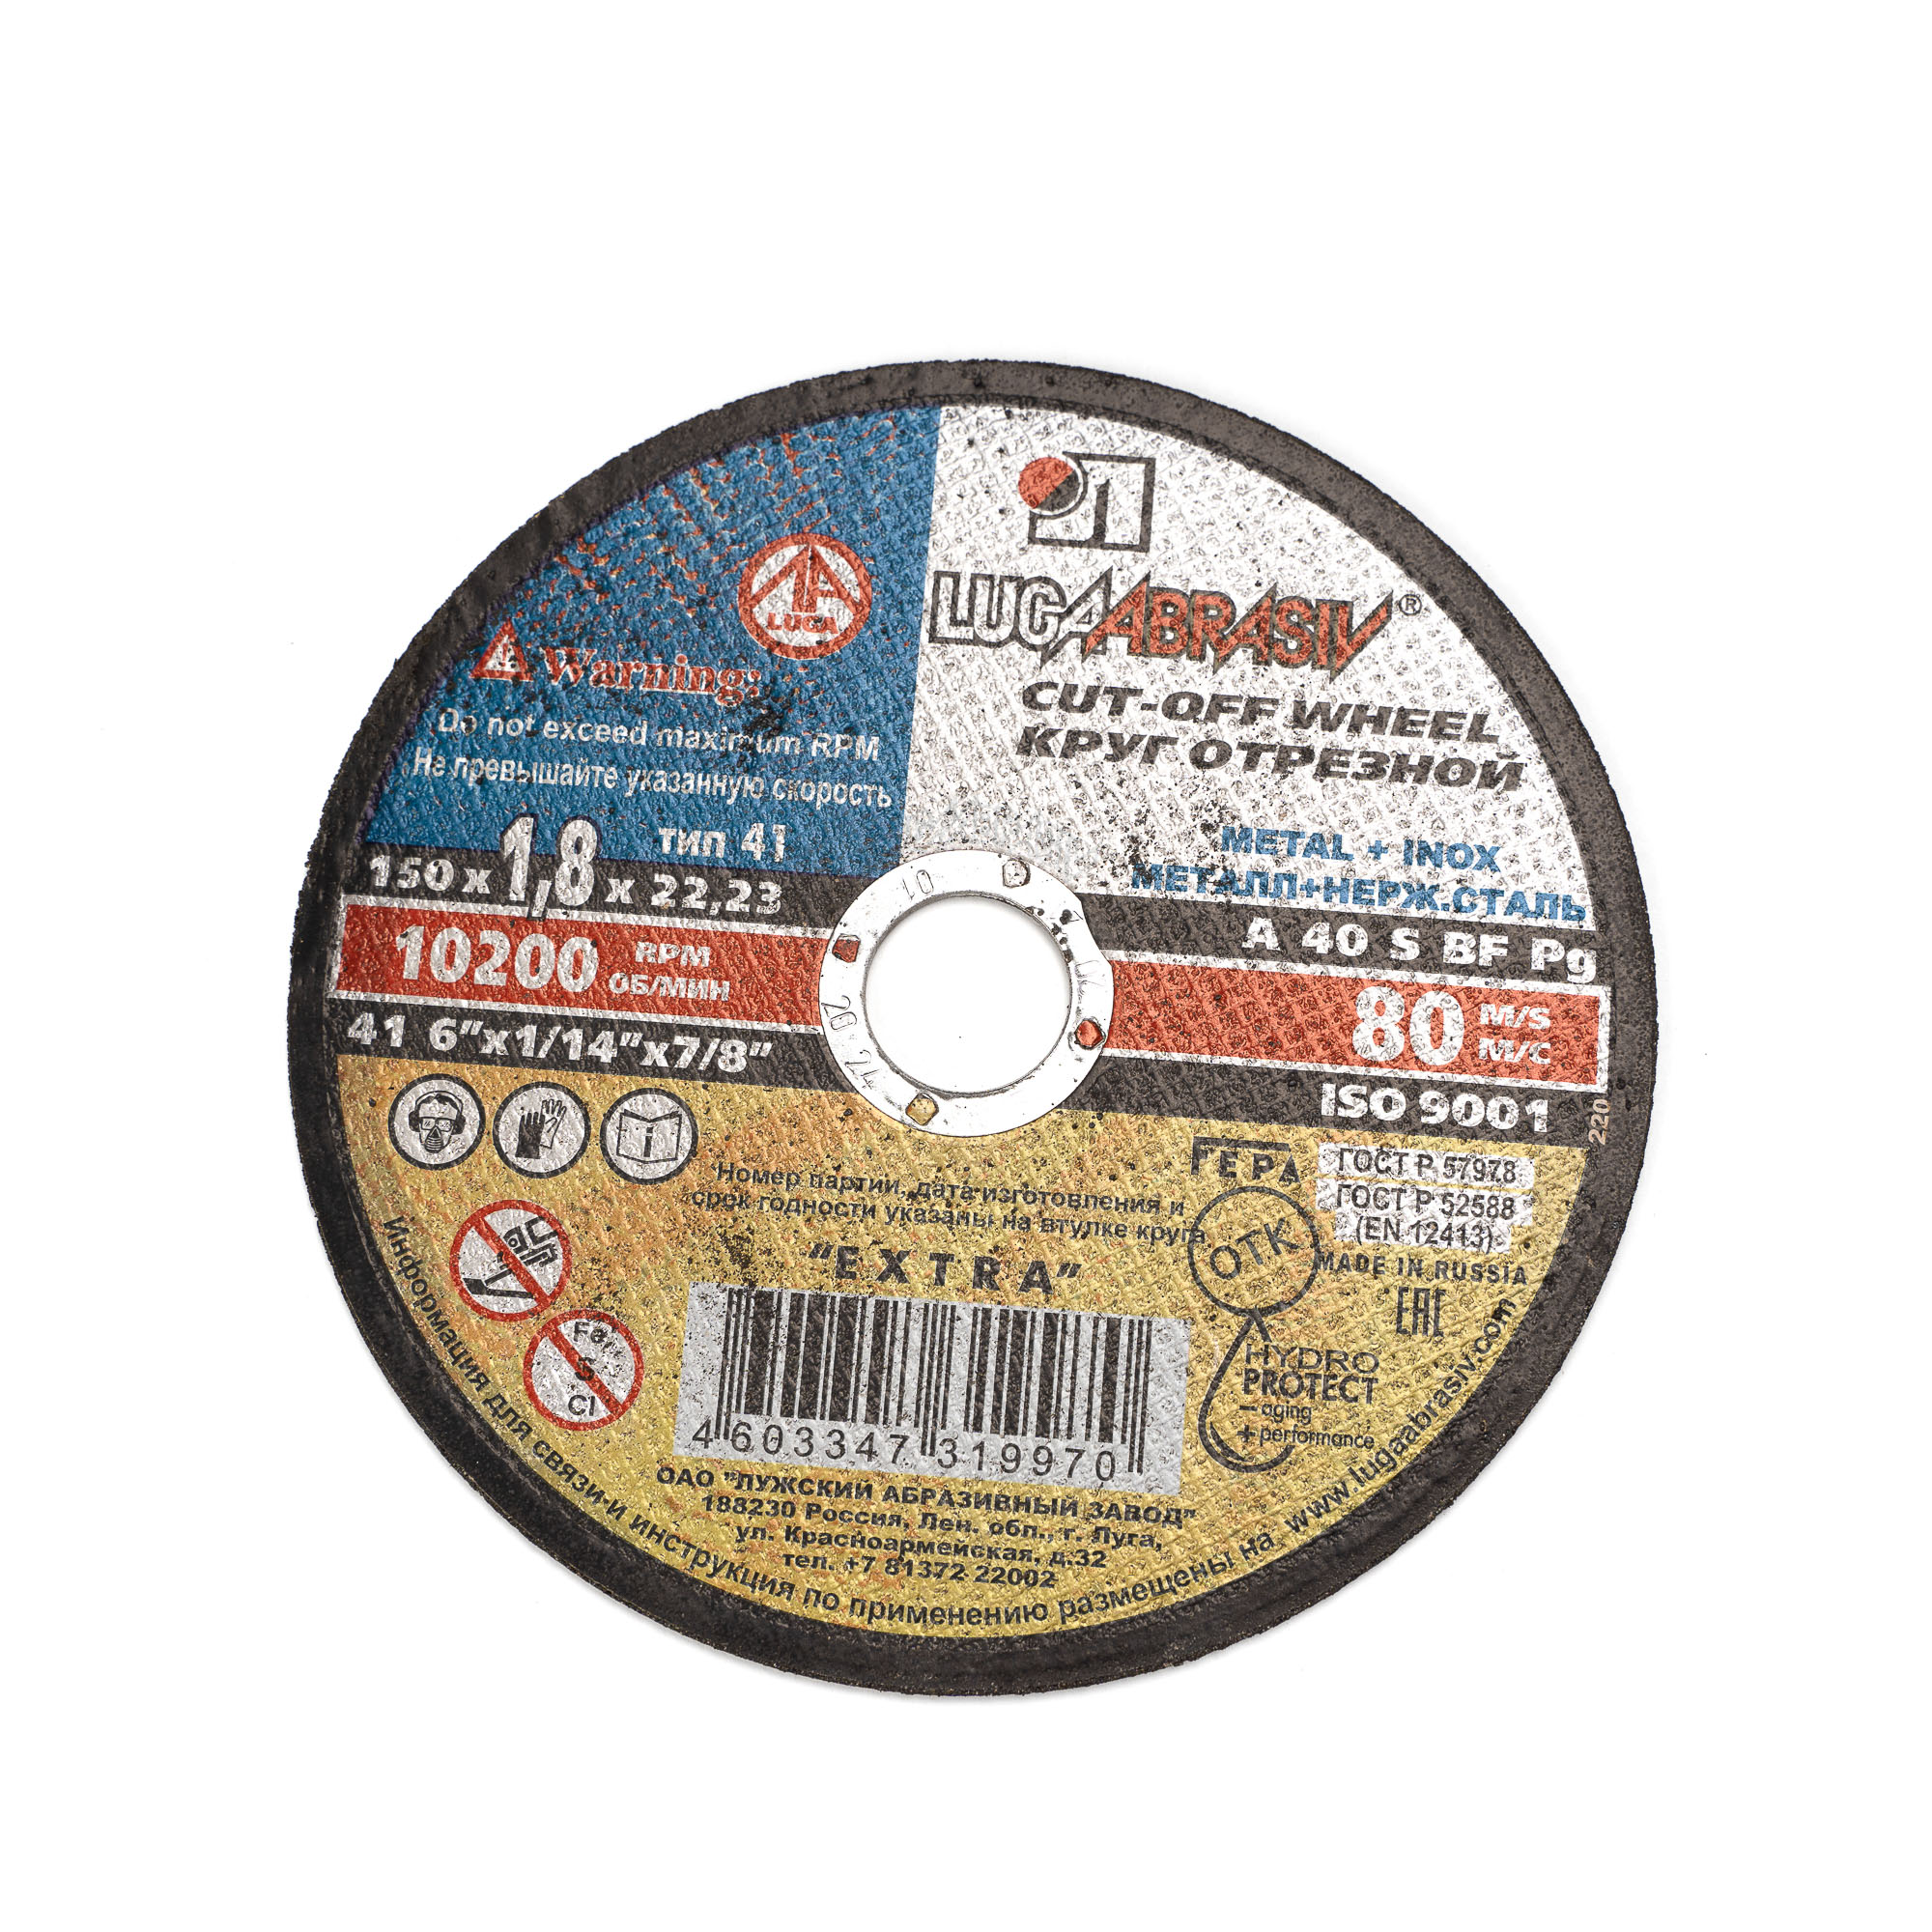 Л
LUGAABRASIV®
CUT-OFF WHEEL
КРУГ ОТРЕЗНОЙ
METAL + INOX
МЕТАЛЛ+НЕРЖ.СТАЛЬ
LUGA
Warning:
Do not exceed maximum RPM
Не превышайте указанную скорость
тип 41
150 x 1,8 x 22,23
10200 RPM
ОБ/МИН
41 6"x1/14"x7/8"
A 40 S BF Pg
80 M/S
М/С
ISO 9001
220
Номер партии, дата изготовления и
срок годности указаны на втулке круга
"EXTRA"
FEPA
ОТК
ГОСТ Р 57978
ГОСТ Р 52588
(EN 12413)
MADE IN RUSSIA
EAC
HYDRO
PROTECT
- aging
+ performance
Fe
S
Cl
4 603347 319970
ОАО "ЛУЖСКИЙ АБРАЗИВНЫЙ ЗАВОД"
188230 Россия, Лен. обл., г. Луга,
ул. Красноармейская, д.32
тел. +7 81372 22002
Информация для связи и инструкция по применению размещены на www.lugaabrasiv.com